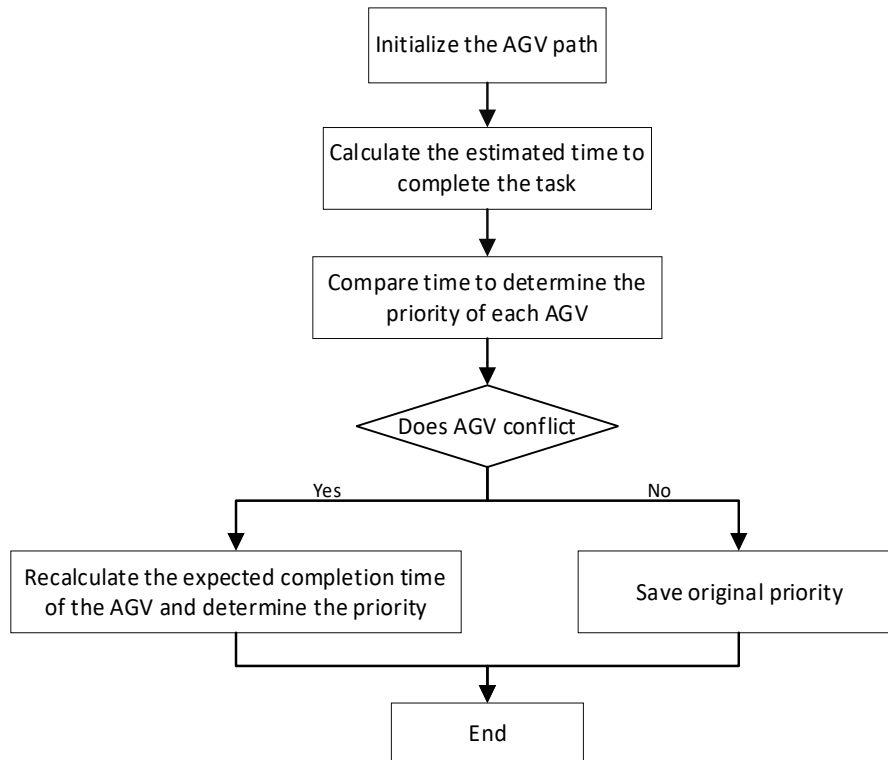 Initialize the AGV path
Calculate the estimated time to
complete the task
Compare time to determine the
priority of each AGV
Does AGV conflict
Yes
No
Recalculate the expected completion time
of the AGV and determine the priority
Save original priority
End